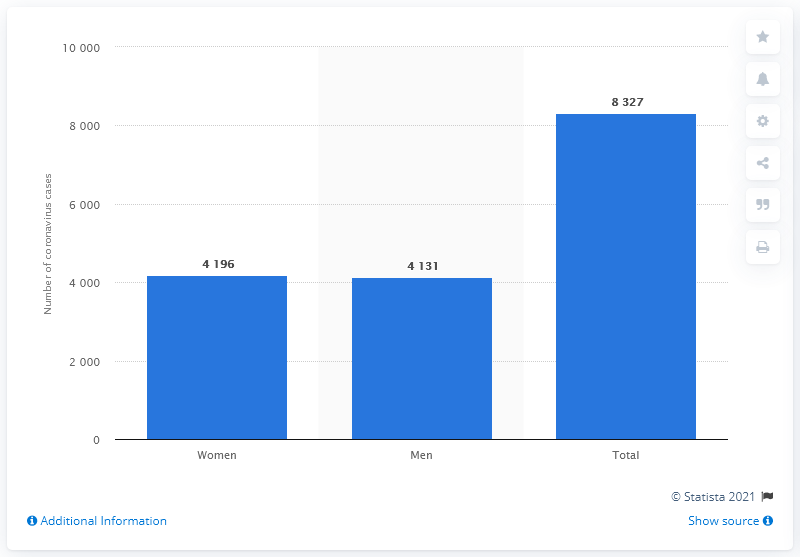 10 000
8 000
6 000
4 000
2 000
0
Number of coronavirus cases
4 196
4 131
8 327
Women
Men
Total
© Statista 2021
Additional Information
Show source